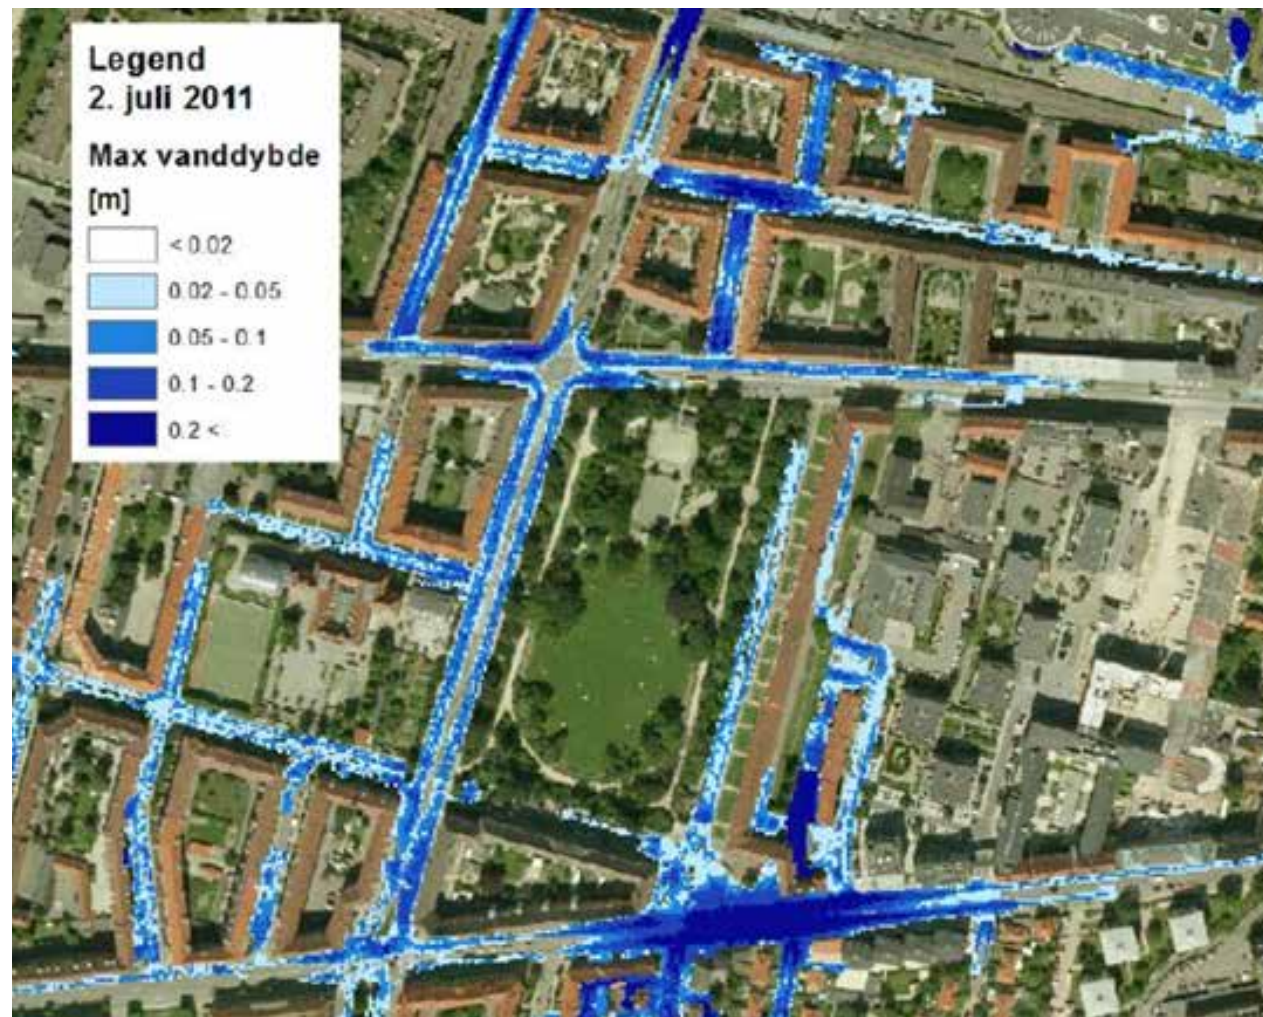 Legend
2. juli 2011
Max vanddybde
[m]
< 0.02
0.02 - 0.05
0.05 - 0.1
0.1 - 0.2
0.2 <